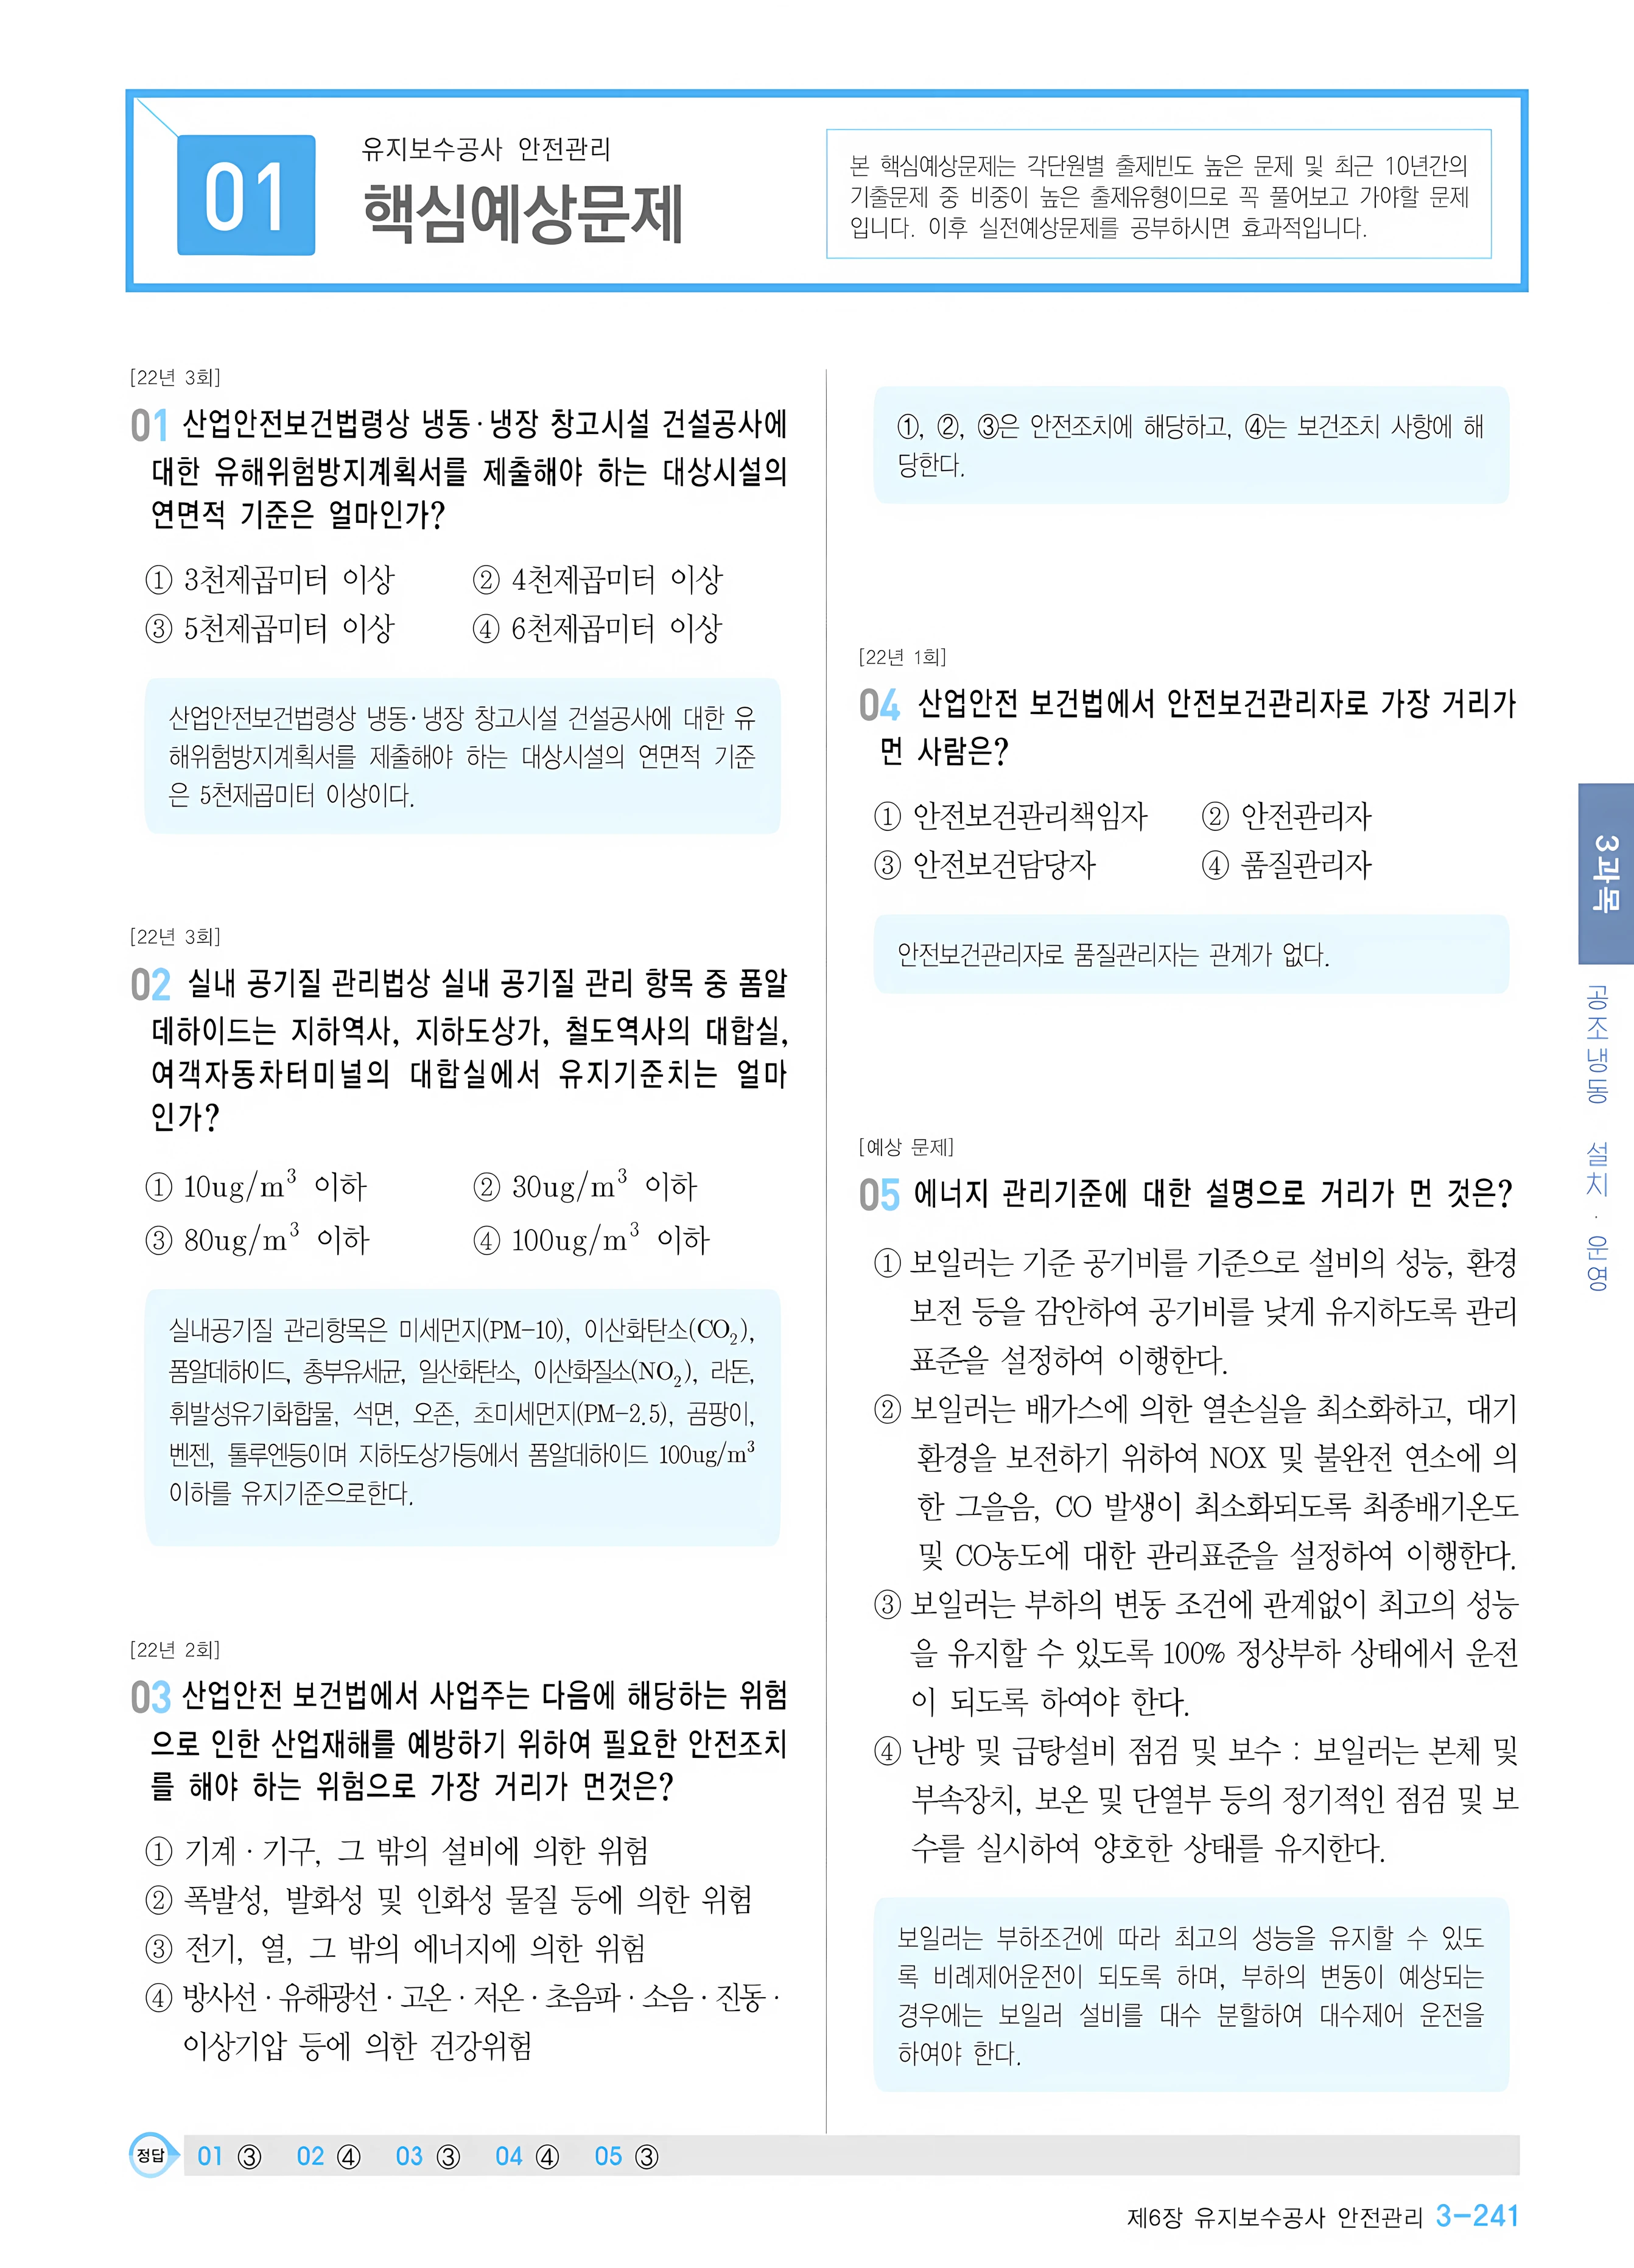 01
유지보수공사 안전관리
핵심예상문제
본 핵심예상문제는 각단원별 출제빈도 높은 문제 및 최근 10년간의
기출문제 중 비중이 높은 출제유형이므로 꼭 풀어보고 가야할 문제
입니다. 이후 실전예상문제를 공부하시면 효과적입니다.
[22년 3회]
01 산업안전보건법령상 냉동·냉장 창고시설 건설공사에
대한 유해위험방지계획서를 제출해야 하는 대상시설의
연면적 기준은 얼마인가?
① 3천제곱미터 이상 ② 4천제곱미터 이상
③ 5천제곱미터 이상 ④ 6천제곱미터 이상
산업안전보건법령상 냉동·냉장 창고시설 건설공사에 대한 유
해위험방지계획서를 제출해야 하는 대상시설의 연면적 기준
은 5천제곱미터 이상이다.
[22년 3회]
02 실내 공기질 관리법상 실내 공기질 관리 항목 중 폼알
데하이드는 지하역사, 지하도상가, 철도역사의 대합실,
여객자동차터미널의 대합실에서 유지기준치는 얼마
인가?
① 10ug/m³ 이하 ② 30ug/m³ 이하
③ 80ug/m³ 이하 ④ 100ug/m³ 이하
실내공기질 관리항목은 미세먼지(PM-10), 이산화탄소(CO₂),
폼알데하이드, 총부유세균, 일산화탄소, 이산화질소(NO₂), 라돈,
휘발성유기화합물, 석면, 오존, 초미세먼지(PM-2.5), 곰팡이,
벤젠, 톨루엔등이며 지하도상가등에서 폼알데하이드 100ug/m³
이하를 유지기준으로한다.
[22년 2회]
03 산업안전 보건법에서 사업주는 다음에 해당하는 위험
으로 인한 산업재해를 예방하기 위하여 필요한 안전조치
를 해야 하는 위험으로 가장 거리가 먼것은?
① 기계 · 기구, 그 밖의 설비에 의한 위험
② 폭발성, 발화성 및 인화성 물질 등에 의한 위험
③ 전기, 열, 그 밖의 에너지에 의한 위험
④ 방사선 · 유해광선 · 고온 · 저온 · 초음파 · 소음 · 진동 ·
이상기압 등에 의한 건강위험
①, ②, ③은 안전조치에 해당하고, ④는 보건조치 사항에 해
당한다.
[22년 1회]
04 산업안전 보건법에서 안전보건관리자로 가장 거리가
먼 사람은?
① 안전보건관리책임자 ② 안전관리자
③ 안전보건담당자 ④ 품질관리자
안전보건관리자로 품질관리자는 관계가 없다.
[예상 문제]
05 에너지 관리기준에 대한 설명으로 거리가 먼 것은?
① 보일러는 기준 공기비를 기준으로 설비의 성능, 환경
보전 등을 감안하여 공기비를 낮게 유지하도록 관리
표준을 설정하여 이행한다.
② 보일러는 배가스에 의한 열손실을 최소화하고, 대기
환경을 보전하기 위하여 NOX 및 불완전 연소에 의
한 그을음, CO 발생이 최소화되도록 최종배기온도
및 CO농도에 대한 관리표준을 설정하여 이행한다.
③ 보일러는 부하의 변동 조건에 관계없이 최고의 성능
을 유지할 수 있도록 100% 정상부하 상태에서 운전
이 되도록 하여야 한다.
④ 난방 및 급탕설비 점검 및 보수 : 보일러는 본체 및
부속장치, 보온 및 단열부 등의 정기적인 점검 및 보
수를 실시하여 양호한 상태를 유지한다.
보일러는 부하조건에 따라 최고의 성능을 유지할 수 있도
록 비례제어운전이 되도록 하며, 부하의 변동이 예상되는
경우에는 보일러 설비를 대수 분할하여 대수제어 운전을
하여야 한다.
3과목
공조냉동 설치 · 운영
정답 01 ③ 02 ④ 03 ③ 04 ④ 05 ③
제6장 유지보수공사 안전관리 3-241